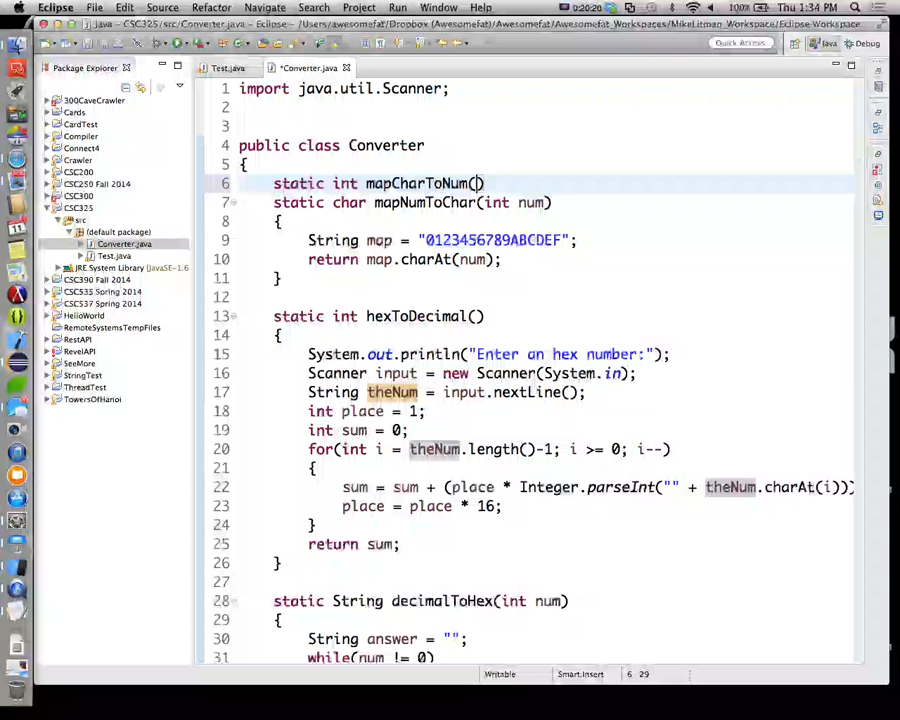 Eclipse File Edit Source Refactor Navigate Search Project Run Window Help 0:20:20 100% Thu 1:34 PM
Java - CSC325/src/Converter.java - Eclipse - /Users/awesomefat/Dropbox (Awesomefat)/Awesomefat_Workspaces/MikeLitman_Workspaces/Eclipse Workspace
Quick Access Java Debug
Package Explorer
Test.java *Converter.java
300CaveCrawler
Cards
CardTest
Compiler
Connect4
Crawler
CSC200
CSC250 Fall 2014
CSC300
CSC325
src
(default package)
Converter.java
Test.java
JRE System Library [JavaSE-1.6
CSC390 Fall 2014
CSC535 Spring 2014
CSC537 Spring 2014
HelloWorld
RemoteSystemsTempFiles
RestAPI
RevelAPI
SeeMore
StringTest
ThreadTest
TowersOfHanoi
1 import java.util.Scanner;
2
3
4 public class Converter
5 {
6 static int mapCharToNum()
7 static char mapNumToChar(int num)
8 {
9 String map = "0123456789ABCDEF";
10 return map.charAt(num);
11 }
12
13 static int hexToDecimal()
14 {
15 System.out.println("Enter an hex number:");
16 Scanner input = new Scanner(System.in);
17 String theNum = input.nextLine();
18 int place = 1;
19 int sum = 0;
20 for(int i = theNum.length()-1; i >= 0; i--)
21 {
22 sum = sum + (place * Integer.parseInt("" + theNum.charAt(i)))
23 place = place * 16;
24 }
25 return sum;
26 }
27
28 static String decimalToHex(int num)
29 {
30 String answer = "";
31 while(num != 0)
Writable Smart Insert 6 : 29